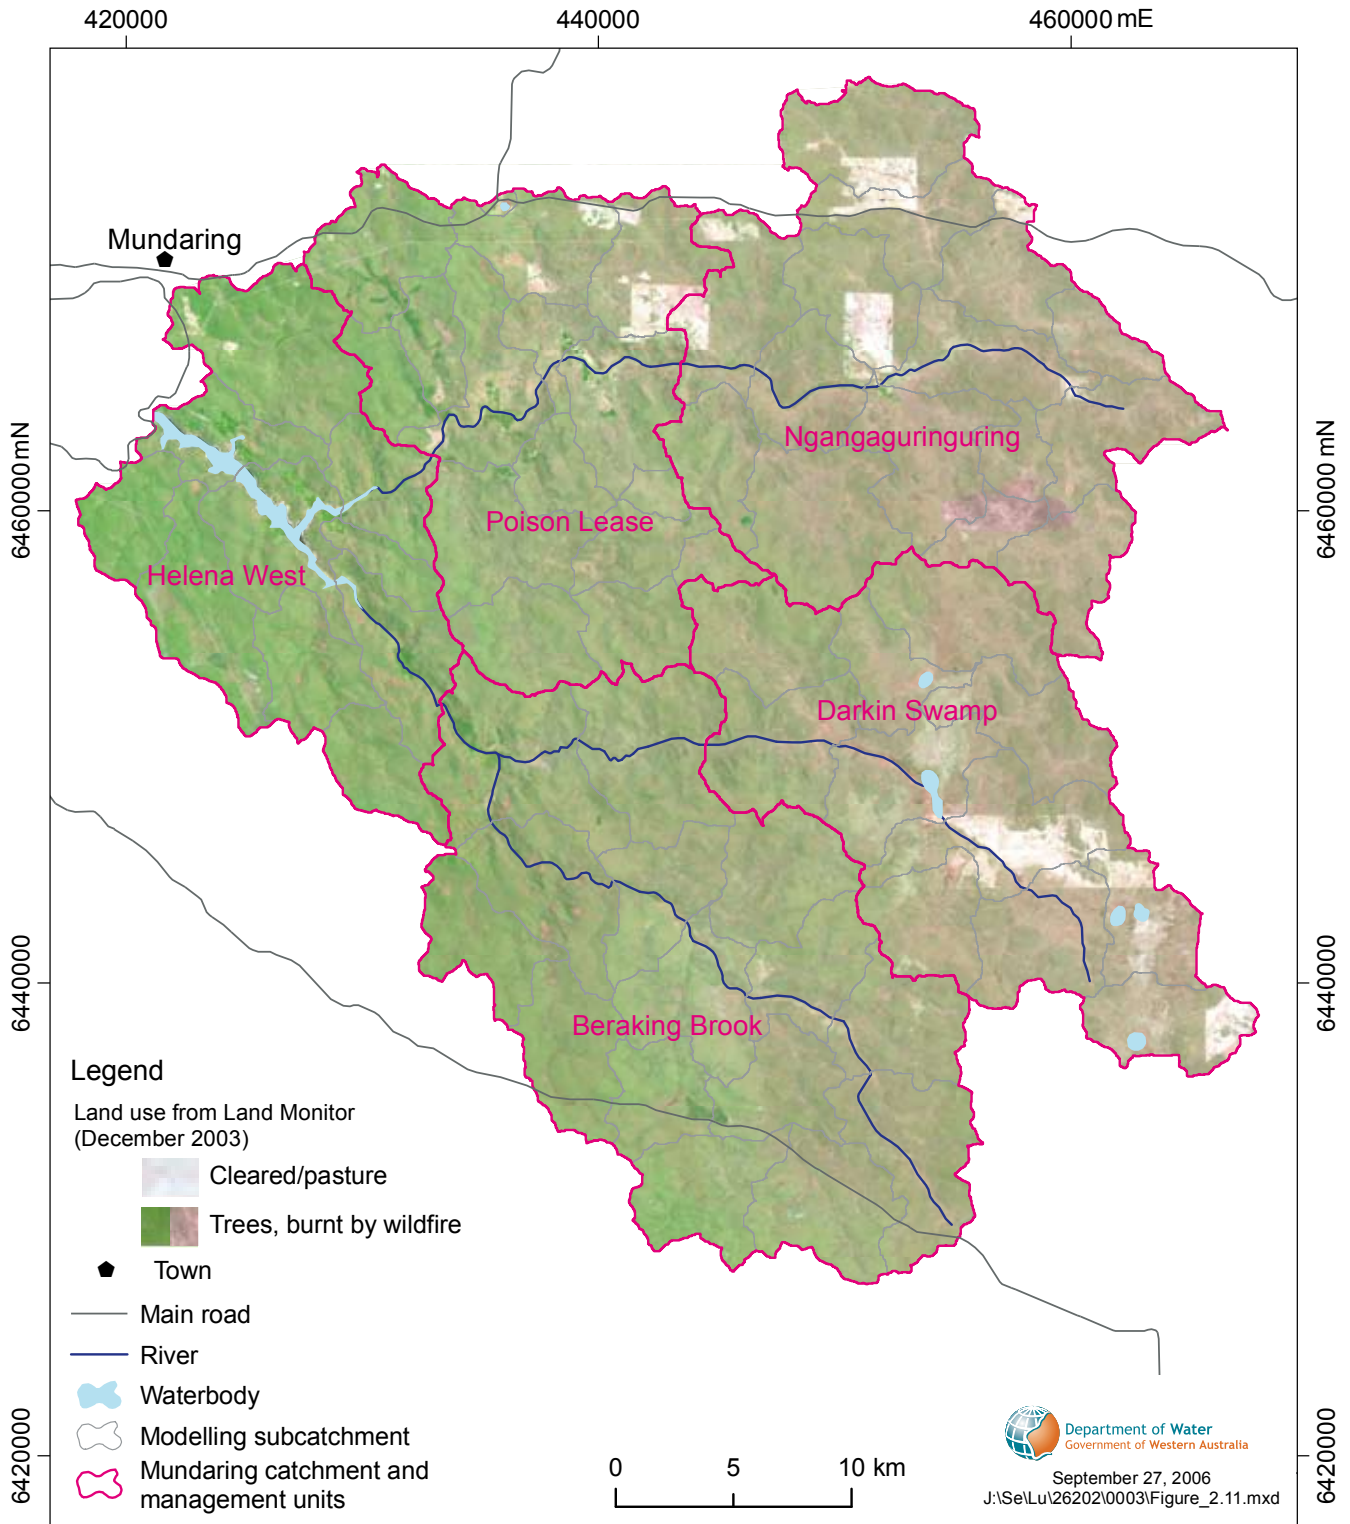 420000
440000
460000 mE
Mundaring
6460000 mN
6460000 mN
Ngangaguringuring
Poison Lease
Helena West
Darkin Swamp
6440000
6440000
Beraking Brook
Legend
Land use from Land Monitor
(December 2003)
Cleared/pasture
Trees, burnt by wildfire
Town
Main road
River
Waterbody
Modelling subcatchment
Mundaring catchment and
management units
6420000
6420000
0 5 10 km
Department of Water
Government of Western Australia
September 27, 2006
J:\Se\Lu\26202\0003\Figure_2.11.mxd